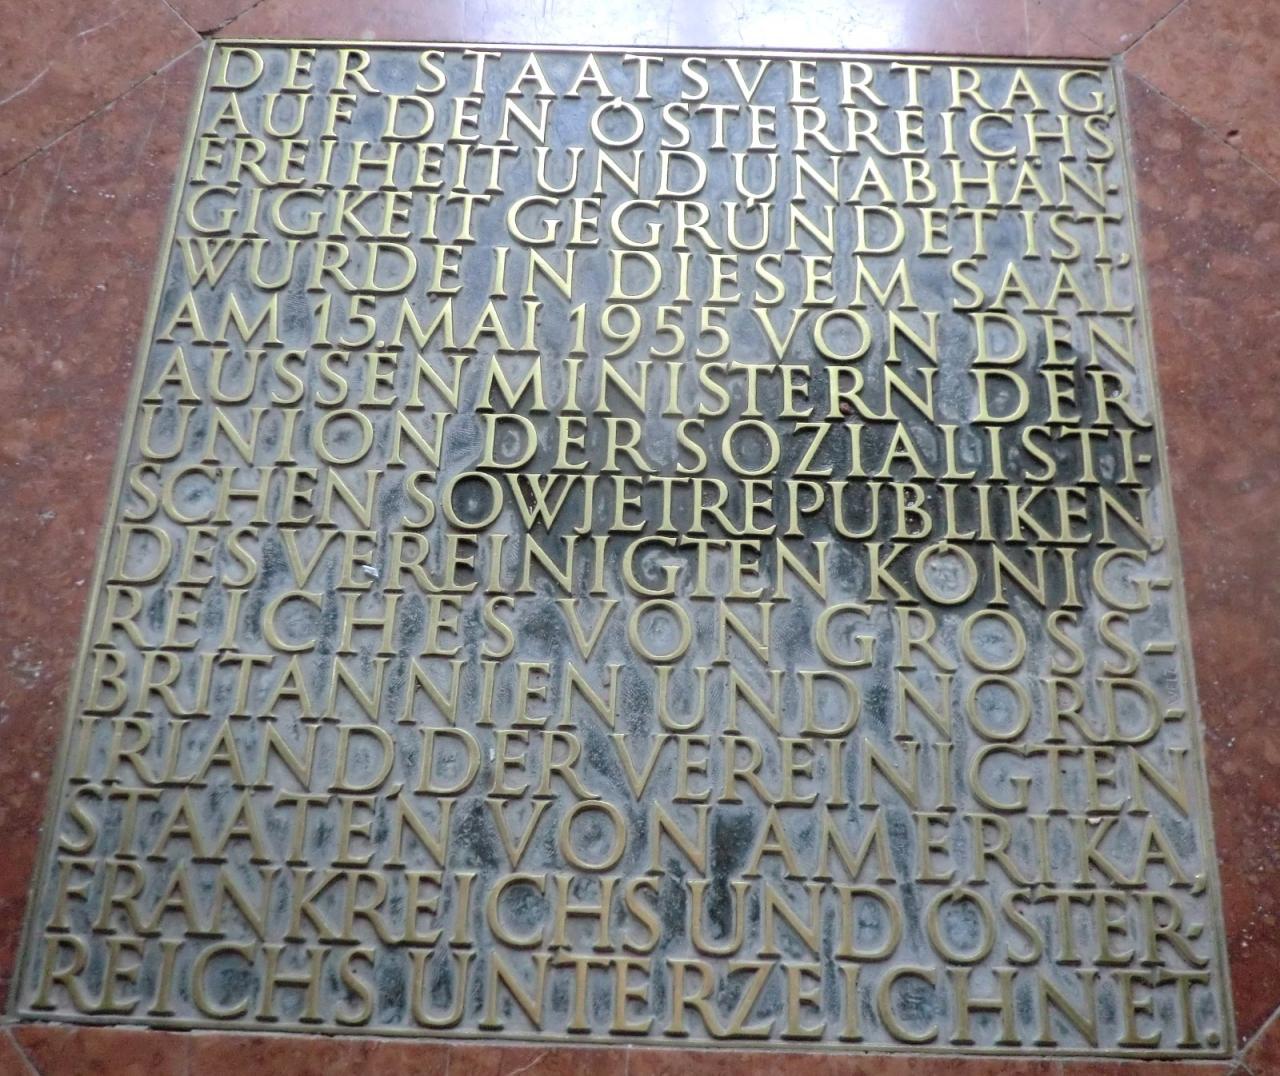 DER STAATSVERTRAG,
AUF DEN ÖSTERREICHS
FREIHEIT UND UNABHÄN-
GIGKEIT GEGRÜNDET IST,
WURDE IN DIESEM SAAL
AM 15. MAI 1955 VON DEN
AUSSENMINISTERN DER
UNION DER SOZIALISTI-
SCHEN SOWJETREPUBLIKEN,
DES VEREINIGTEN KÖNIG-
REICHES VON GROSS-
BRITANNIEN UND NORD-
IRLAND, DER VEREINIGTEN
STAATEN VON AMERIKA,
FRANKREICHS UND ÖSTER-
REICHS UNTERZEICHNET.